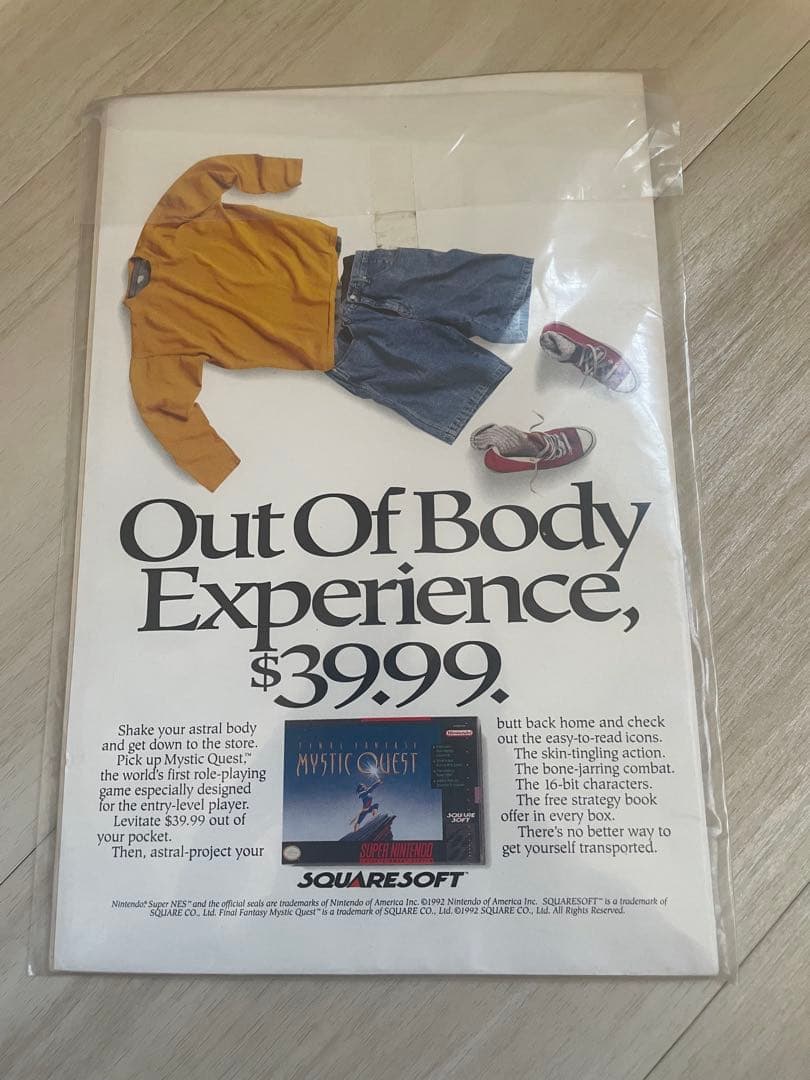 Out Of Body
Experience,
$39.99.
Shake your astral body
and get down to the store.
Pick up Mystic Quest,™
the world's first role-playing
game especially designed
for the entry-level player.
Levitate $39.99 out of
your pocket.
Then, astral-project your
FINAL FANTASY
MYSTIC QUEST
Nintendo
SQUARE
SOFT
SUPER NINTENDO
SQUARESOFT™
butt back home and check
out the easy-to-read icons.
The skin-tingling action.
The bone-jarring combat.
The 16-bit characters.
The free strategy book
offer in every box.
There's no better way to
get yourself transported.
Nintendo,® Super NES™ and the official seals are trademarks of Nintendo of America Inc. ©1992 Nintendo of America Inc. SQUARESOFT™ is a trademark of
SQUARE CO., Ltd. Final Fantasy Mystic Quest™ is a trademark of SQUARE CO., Ltd. ©1992 SQUARE CO., Ltd. All Rights Reserved.